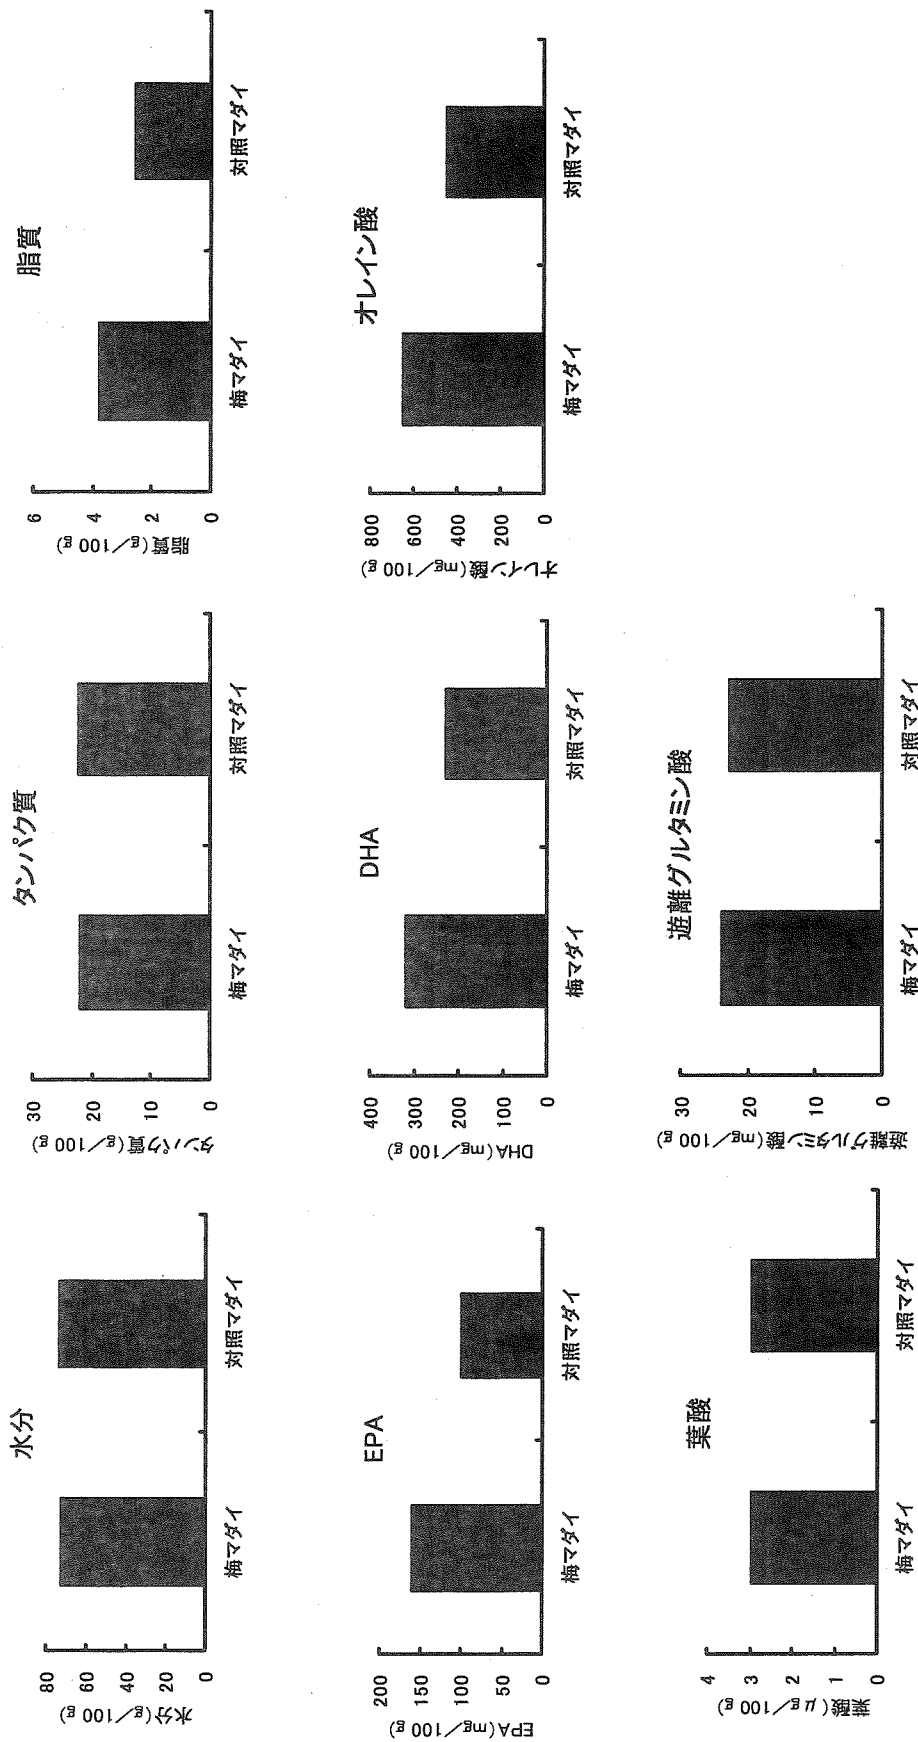 水分
水分(g/100 g)
80
60
40
20
0
梅マダイ
対照マダイ
タンパク質
タンパク質(g/100 g)
30
20
10
0
梅マダイ
対照マダイ
脂質
脂質(g/100 g)
6
4
2
0
梅マダイ
対照マダイ
EPA
EPA(mg/100 g)
200
150
100
50
0
梅マダイ
対照マダイ
DHA
DHA(mg/100 g)
400
300
200
100
0
梅マダイ
対照マダイ
オレイン酸
オレイン酸(mg/100 g)
800
600
400
200
0
梅マダイ
対照マダイ
葉酸
葉酸(μg/100 g)
4
3
2
1
0
梅マダイ
対照マダイ
遊離グルタミン酸
遊離グルタミン酸(mg/100 g)
30
20
10
0
梅マダイ
対照マダイ